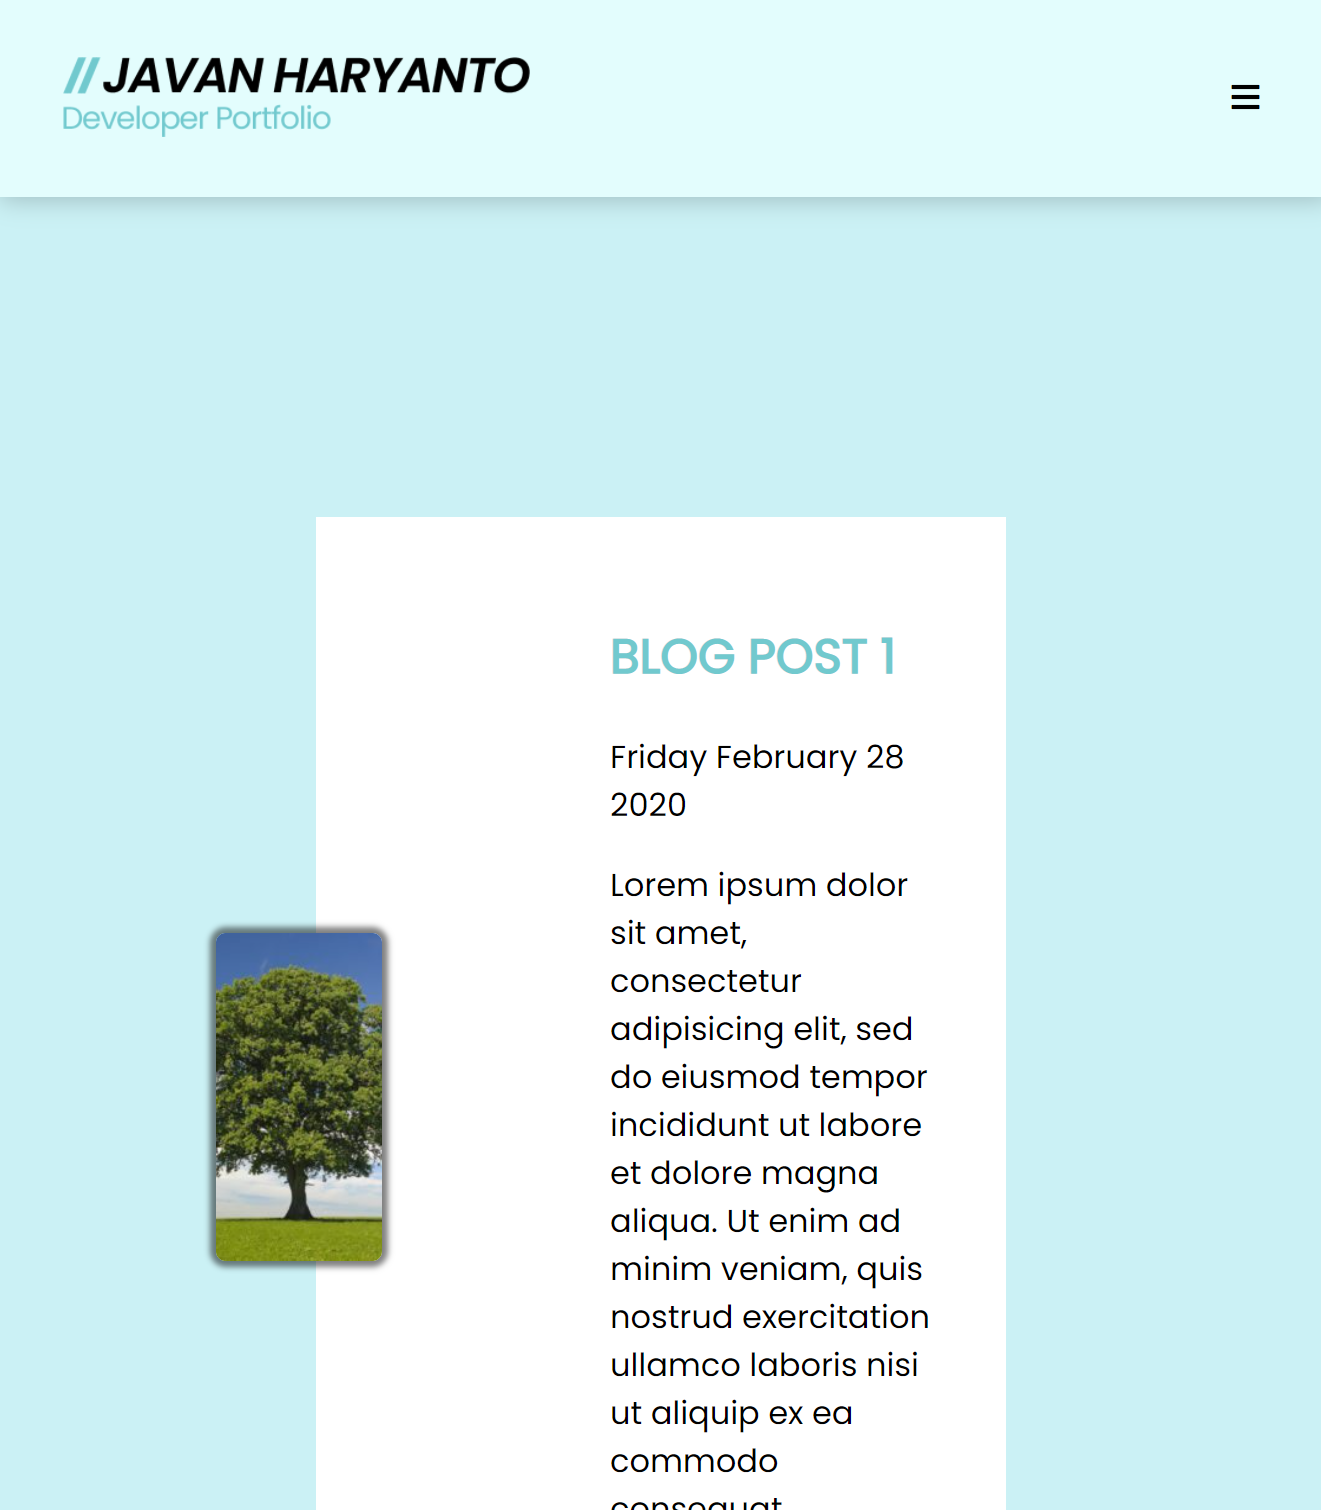 //JAVAN HARYANTO
Developer Portfolio
BLOG POST 1
Friday February 28
2020
Lorem ipsum dolor
sit amet,
consectetur
adipisicing elit, sed
do eiusmod tempor
incididunt ut labore
et dolore magna
aliqua. Ut enim ad
minim veniam, quis
nostrud exercitation
ullamco laboris nisi
ut aliquip ex ea
commodo
consequat.